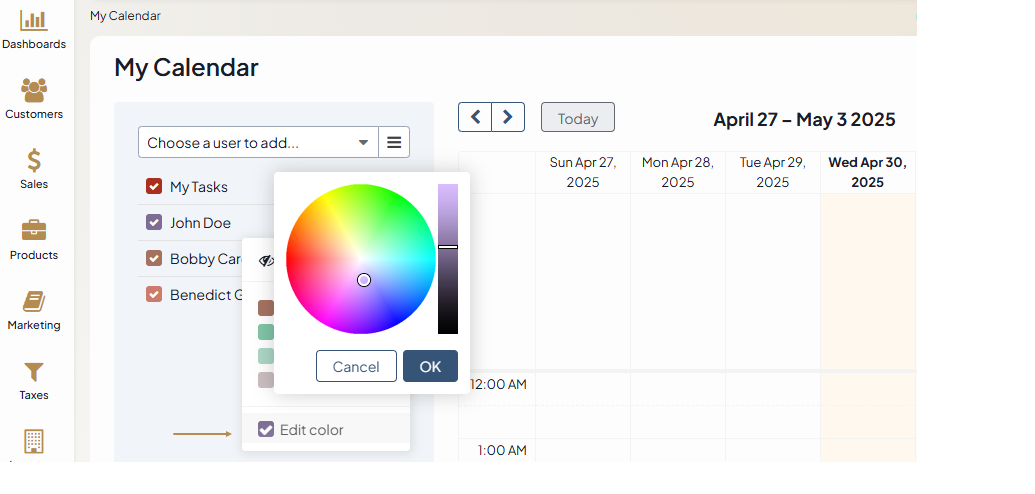 My Calendar
Dashboards
Customers
Sales
Products
Marketing
Taxes
My Calendar
Choose a user to add...
My Tasks
John Doe
Bobby Car
Benedict G
Cancel
OK
Edit color
Today
April 27 – May 3 2025
Sun Apr 27,
2025
Mon Apr 28,
2025
Tue Apr 29,
2025
Wed Apr 30,
2025
12:00 AM
1:00 AM